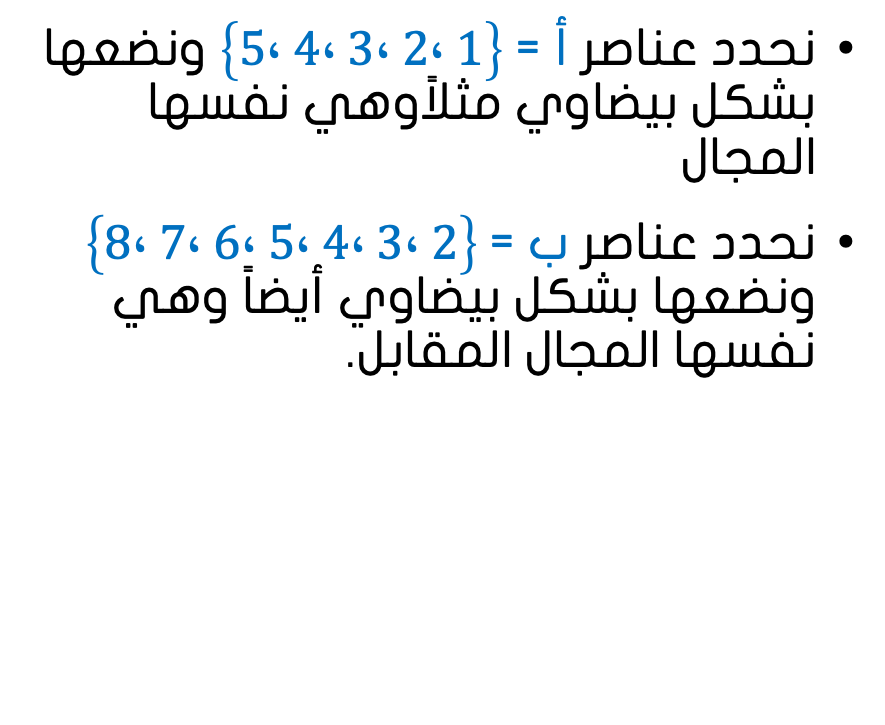 • نحدد عناصر أ = {1، 2، 3، 4، 5} ونضعها
بشكل بيضاوي مثلاًوهي نفسها
المجال
• نحدد عناصر ب = {2، 3، 4، 5، 6، 7، 8}
ونضعها بشكل بيضاوي أيضاً وهي
نفسها المجال المقابل.